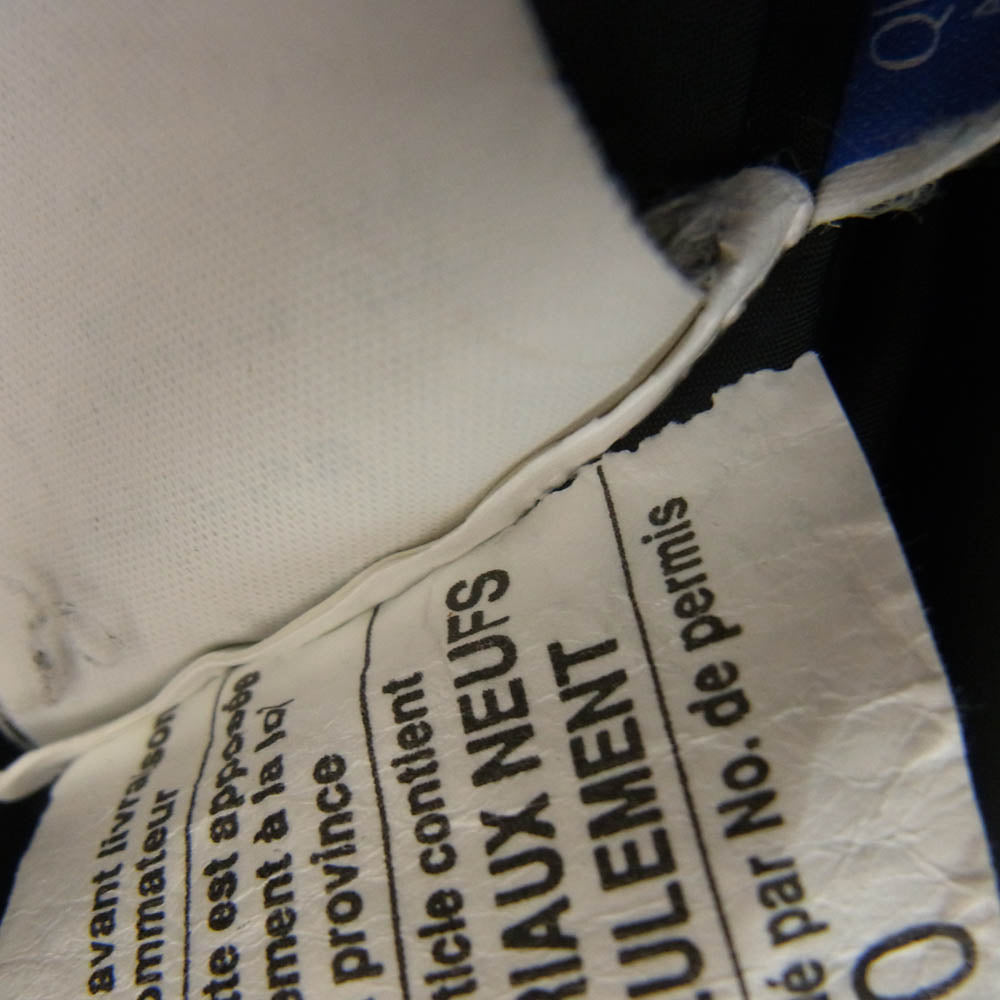 QU
avant livraison
ommateur
tte est apposée
ement à la loi
province
ticle contient
RIAUX NEUFS
ULEMENT
No. de permis
é par
O